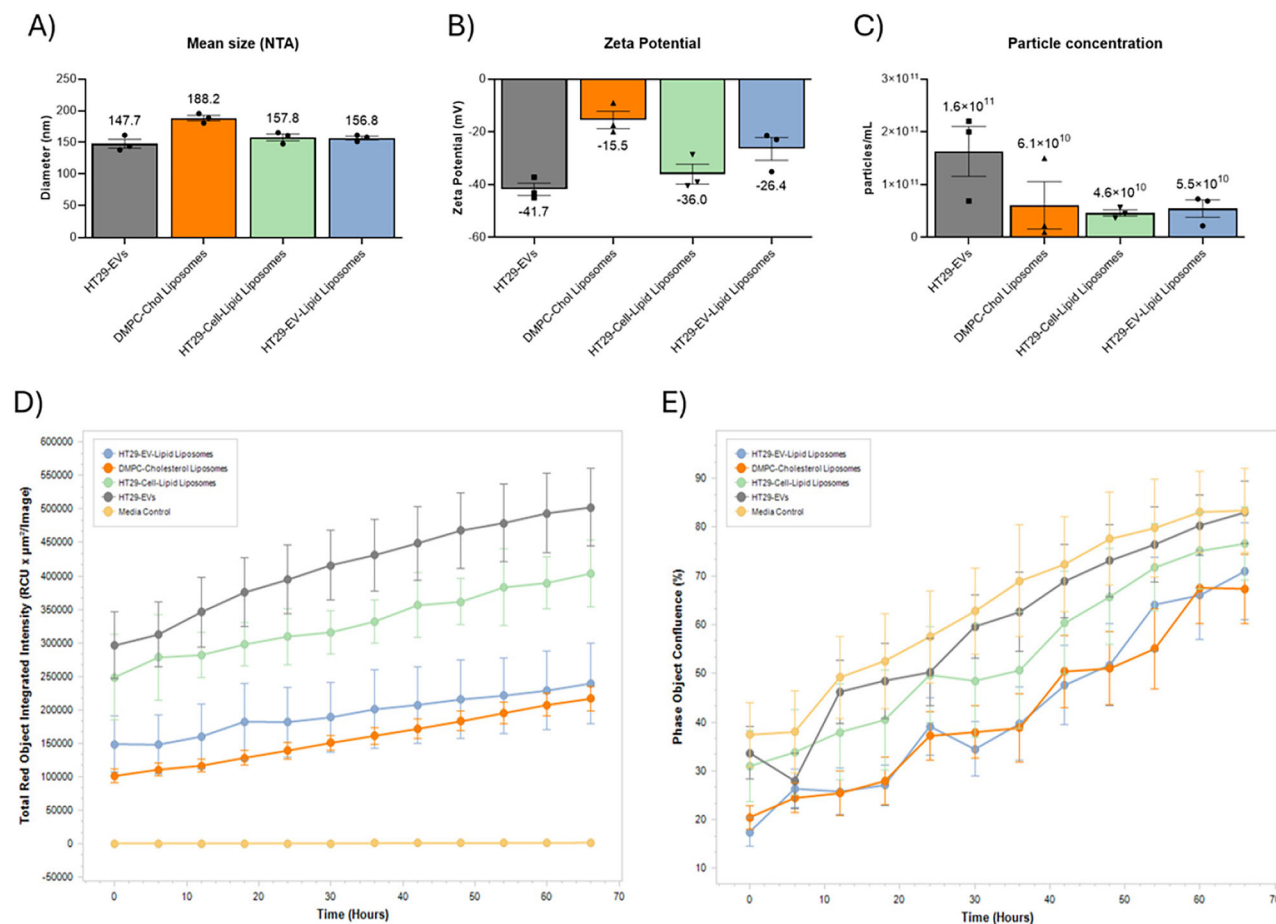 A)
Mean size (NTA)
Diameter (nm)
250
200
150
100
50
0
147.7
188.2
157.8
156.8
HT29-EVs
DMPC-Chol Liposomes
HT29-Cell-Lipid Liposomes
HT29-EV-Lipid Liposomes
B)
Zeta Potential
Zeta Potential (mV)
0
-20
-40
-60
-41.7
-15.5
-36.0
-26.4
HT29-EVs
DMPC-Chol Liposomes
HT29-Cell-Lipid Liposomes
HT29-EV-Lipid Liposomes
C)
Particle concentration
particles/mL
3×10¹¹
2×10¹¹
1×10¹¹
0
1.6×10¹¹
6.1×10¹⁰
4.6×10¹⁰
5.5×10¹⁰
HT29-EVs
DMPC-Chol Liposomes
HT29-Cell-Lipid Liposomes
HT29-EV-Lipid Liposomes
D)
Total Red Object Integrated Intensity (RCU x µm²/Image)
600000
550000
500000
450000
400000
350000
300000
250000
200000
150000
100000
50000
0
-50000
HT29-EV-Lipid Liposomes
DMPC-Cholesterol Liposomes
HT29-Cell-Lipid Liposomes
HT29-EVs
Media Control
0 10 20 30 40 50 60 70
Time (Hours)
E)
Phase Object Confluence (%)
90
80
70
60
50
40
30
20
10
HT29-EV-Lipid Liposomes
DMPC-Cholesterol Liposomes
HT29-Cell-Lipid Liposomes
HT29-EVs
Media Control
0 10 20 30 40 50 60 70
Time (Hours)